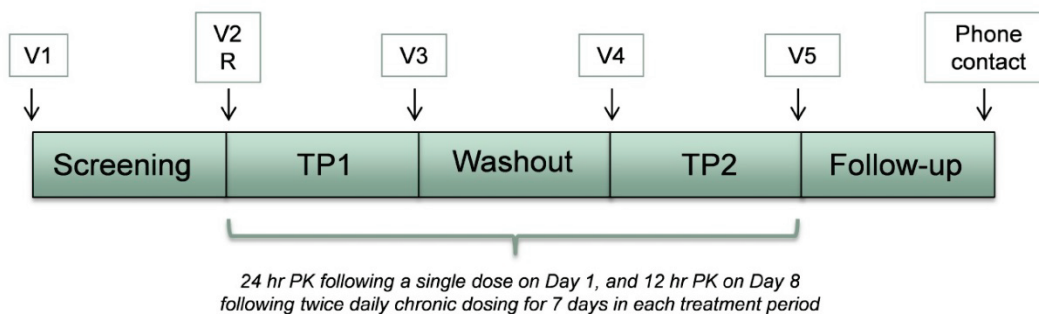 V1
V2
R
V3
V4
V5
Phone
contact
Screening
TP1
Washout
TP2
Follow-up
24 hr PK following a single dose on Day 1, and 12 hr PK on Day 8
following twice daily chronic dosing for 7 days in each treatment period